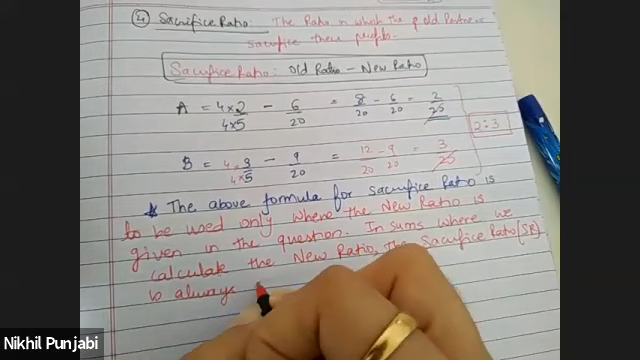 ④ Sacrifice Ratio: The Ratio in which the old Partners
sacrifice their profits.
Sacrifice Ratio: Old Ratio - New Ratio
A = 4×2/4×5 - 6/20 = 8/20 - 6/20 = 2/25
B = 4×3/4×5 - 9/20 = 12/20 - 9/20 = 3/25
2:3
* The above formula for sacrifice Ratio is
to be used only where the New Ratio is
given in the question. In sums where we
calculate the New Ratio, the Sacrifice Ratio (SR)
is always
Nikhil Punjabi